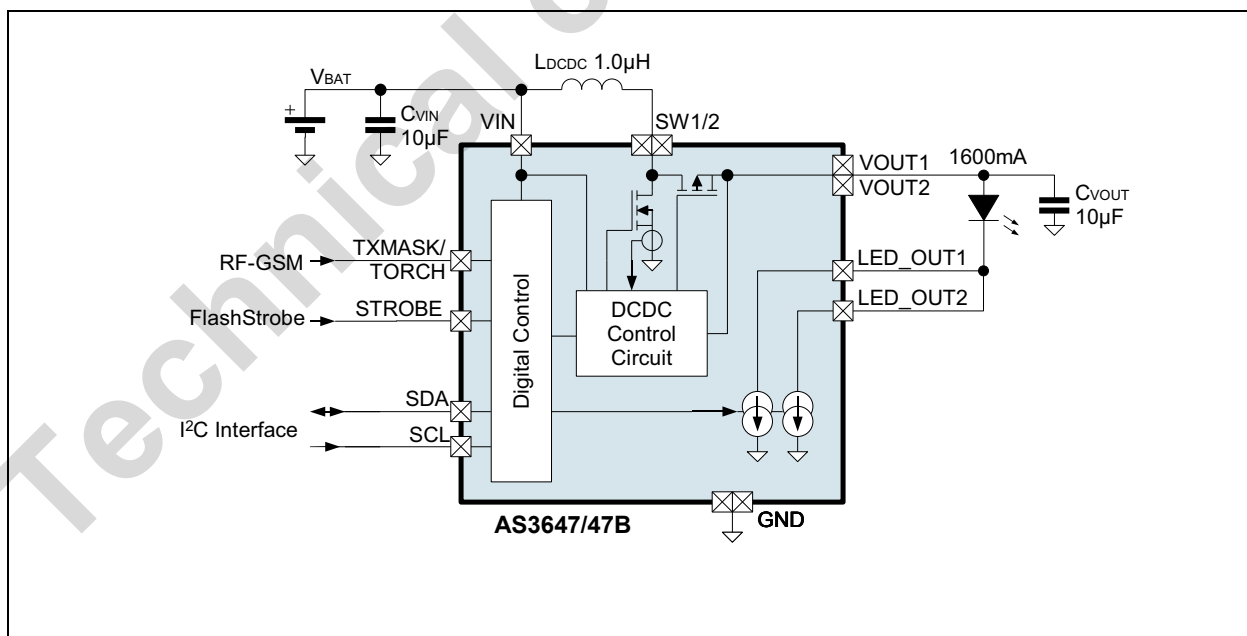 Technical c
LDCDC 1.0µH
VBAT
+
CVIN
10µF
VIN
SW1/2
VOUT1
VOUT2
1600mA
CVOUT
10µF
RF-GSM
TXMASK/
TORCH
FlashStrobe
STROBE
Digital Control
DCDC
Control
Circuit
LED_OUT1
LED_OUT2
I²C Interface
SDA
SCL
AS3647/47B
GND